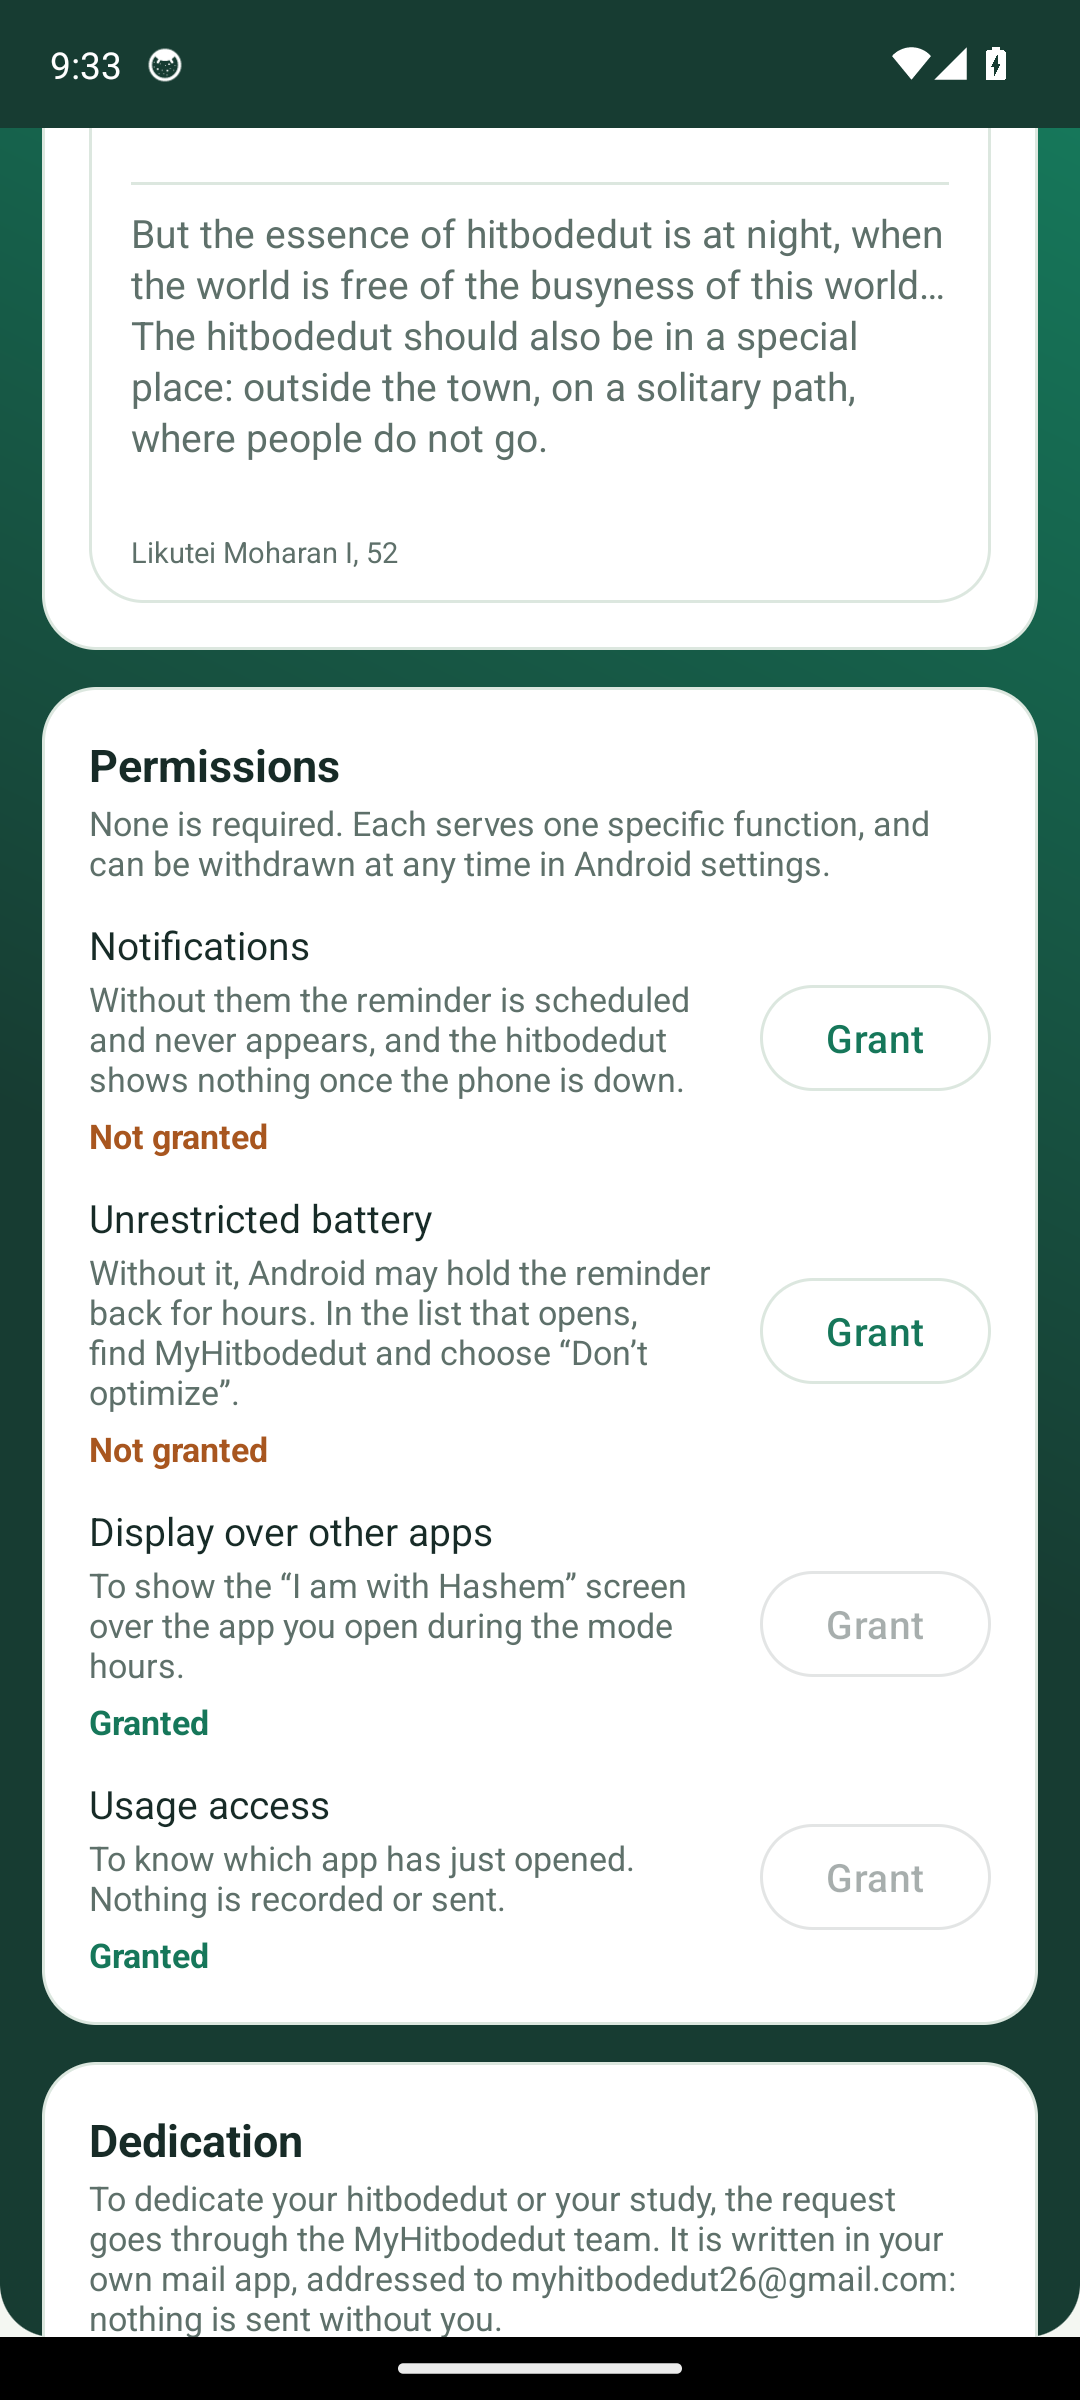 9:33
But the essence of hitbodedut is at night, when
the world is free of the busyness of this world…
The hitbodedut should also be in a special
place: outside the town, on a solitary path,
where people do not go.
Likutei Moharan I, 52
Permissions
None is required. Each serves one specific function, and
can be withdrawn at any time in Android settings.
Notifications
Without them the reminder is scheduled
and never appears, and the hitbodedut
shows nothing once the phone is down.
Grant
Not granted
Unrestricted battery
Without it, Android may hold the reminder
back for hours. In the list that opens,
find MyHitbodedut and choose “Don’t
optimize”.
Grant
Not granted
Display over other apps
To show the “I am with Hashem” screen
over the app you open during the mode
hours.
Grant
Granted
Usage access
To know which app has just opened.
Nothing is recorded or sent.
Grant
Granted
Dedication
To dedicate your hitbodedut or your study, the request
goes through the MyHitbodedut team. It is written in your
own mail app, addressed to myhitbodedut26@gmail.com:
nothing is sent without you.